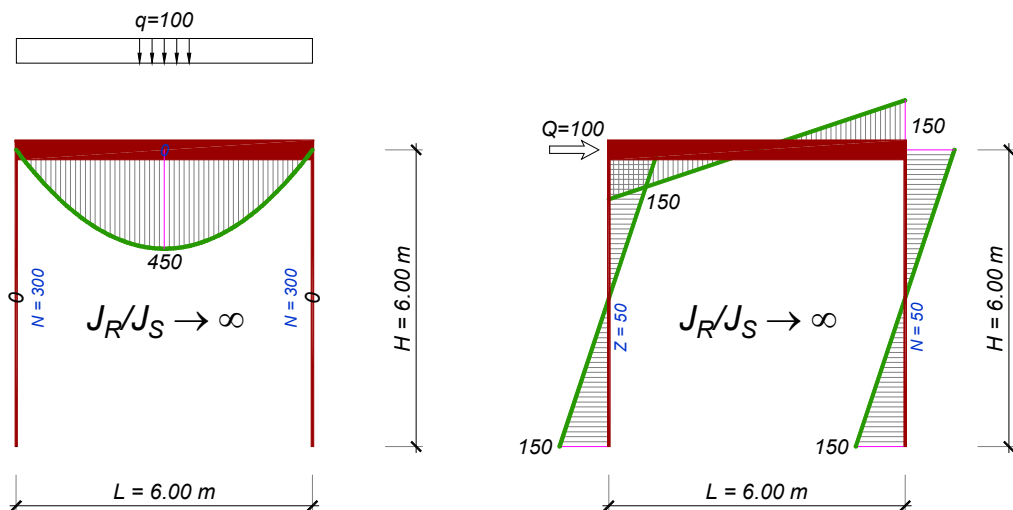 q=100
0
450
0
N = 300
N = 300
0
J_R/J_S → ∞
H = 6.00 m
L = 6.00 m
Q=100
150
150
Z = 50
N = 50
J_R/J_S → ∞
H = 6.00 m
150
150
L = 6.00 m